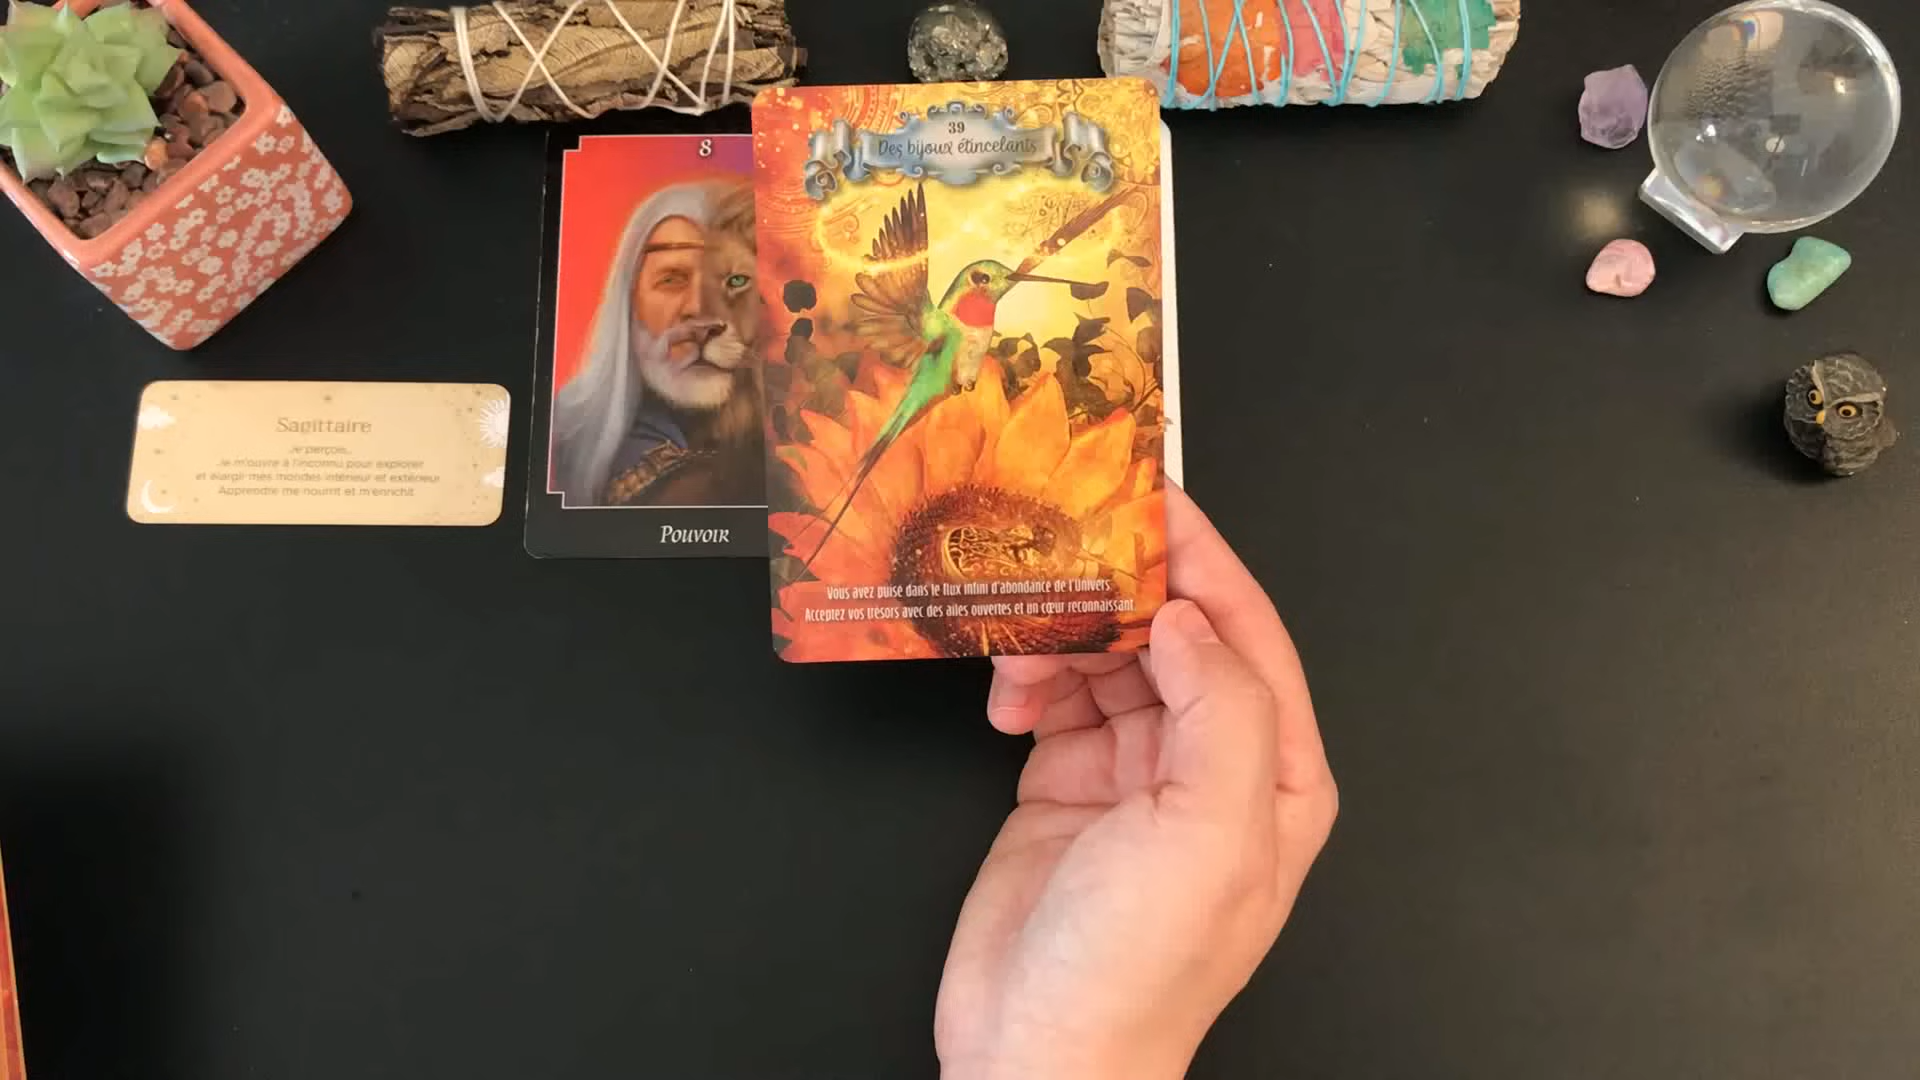 39
Des bijoux étincelants
8
Sagittaire
Je perçois...
Je m'ouvre à l'inconnu pour explorer
et élargir mes mondes intérieur et extérieur.
Apprendre me nourrit et m'enrichit.
Pouvoir
Vous avez puisé dans le flux infini d'abondance de l'Univers.
Acceptez vos trésors avec des ailes ouvertes et un cœur reconnaissant.